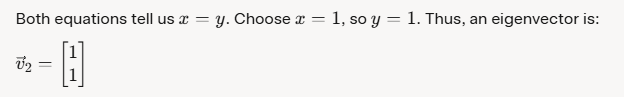 Both equations tell us x = y. Choose x = 1, so y = 1. Thus, an eigenvector is:
v⃗₂ = [1
1]